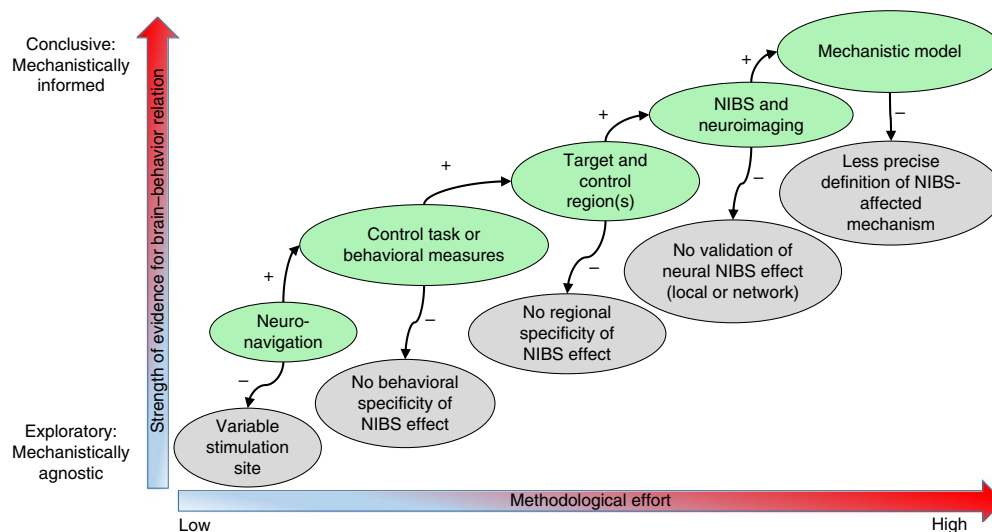 Conclusive:
Mechanistically
informed
Strength of evidence for brain–behavior relation
Exploratory:
Mechanistically
agnostic
Mechanistic model
+
–
NIBS and
neuroimaging
Less precise
definition of NIBS-
affected mechanism
+
–
Target and
control
region(s)
No validation of
neural NIBS effect
(local or network)
+
–
Control task or
behavioral measures
No regional
specificity of
NIBS effect
+
–
Neuro-
navigation
No behavioral
specificity of
NIBS effect
–
Variable
stimulation
site
Methodological effort
Low
High